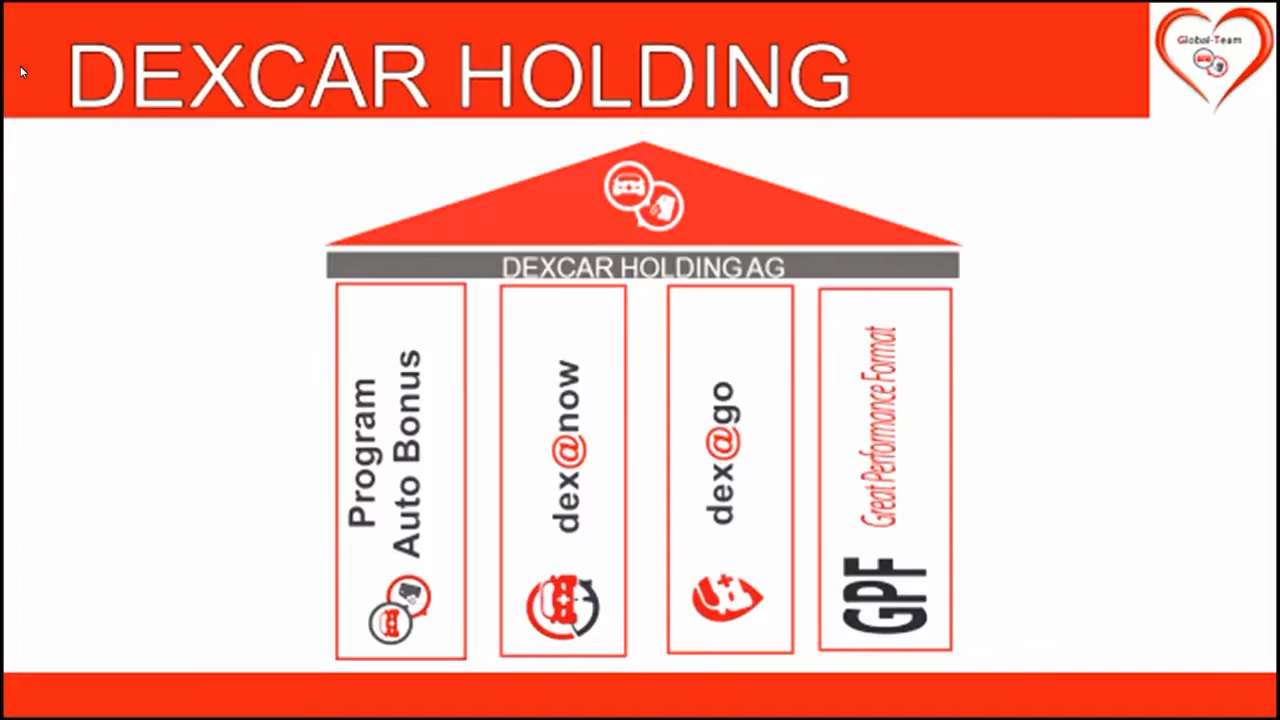 DEXCAR HOLDING
Global-Team
DEXCAR HOLDING AG
Program
Auto Bonus
dex@now
dex@go
GPF Great Performance Format